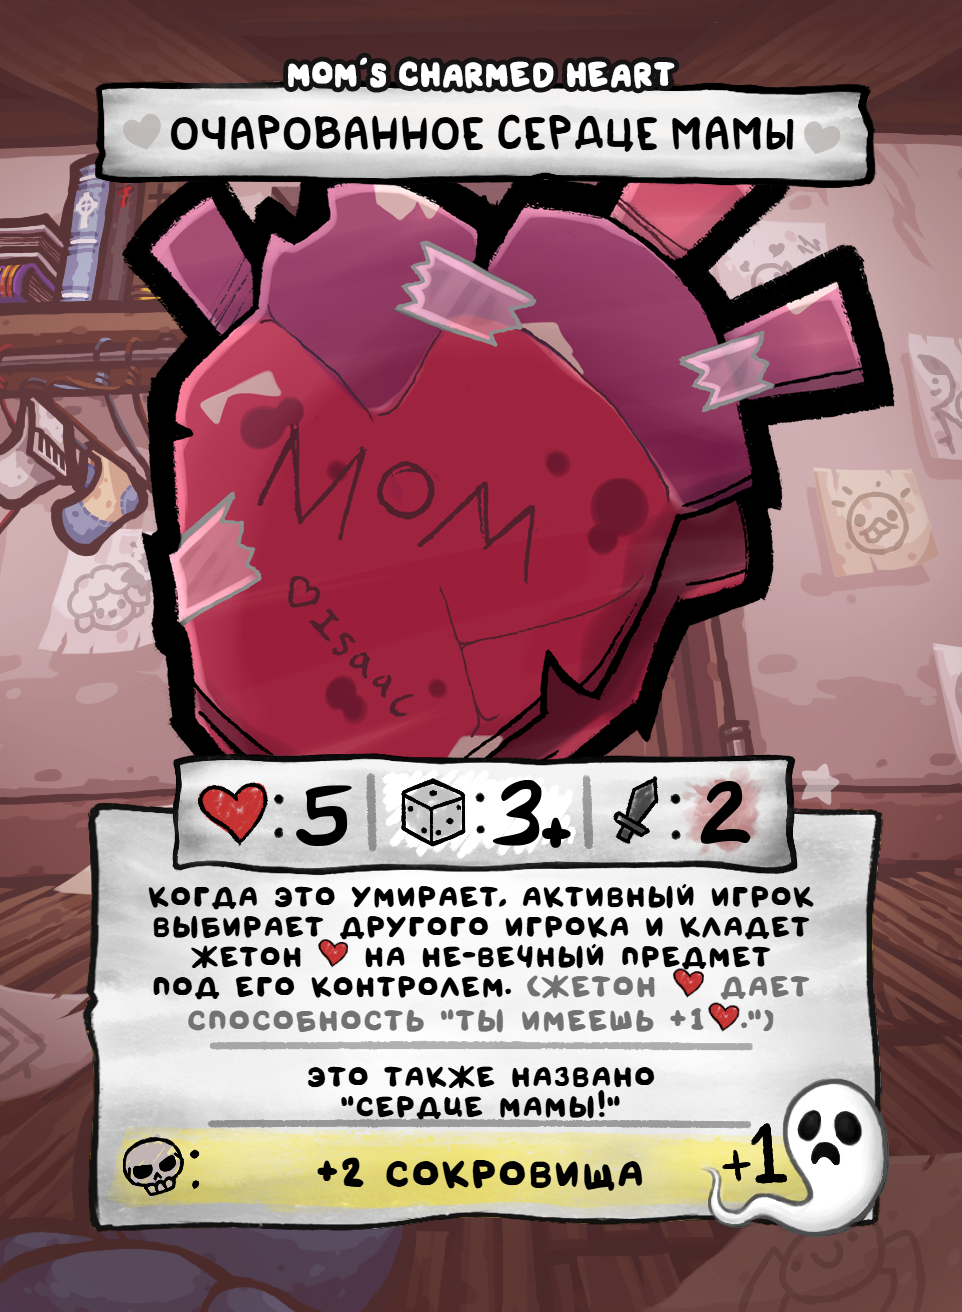 MOM'S CHARMED HEART
ОЧАРОВАННОЕ СЕРДЦЕ МАМЫ
MOM
Isaac
: 5 : 3+ : 2
КОГДА ЭТО УМИРАЕТ, АКТИВНЫЙ ИГРОК
ВЫБИРАЕТ ДРУГОГО ИГРОКА И КЛАДЕТ
ЖЕТОН ❤ НА НЕ-ВЕЧНЫЙ ПРЕДМЕТ
ПОД ЕГО КОНТРОЛЕМ. (ЖЕТОН ❤ ДАЕТ
СПОСОБНОСТЬ "ТЫ ИМЕЕШЬ +1❤.")
ЭТО ТАКЖЕ НАЗВАНО
"СЕРДЦЕ МАМЫ!"
: +2 СОКРОВИЩА +1